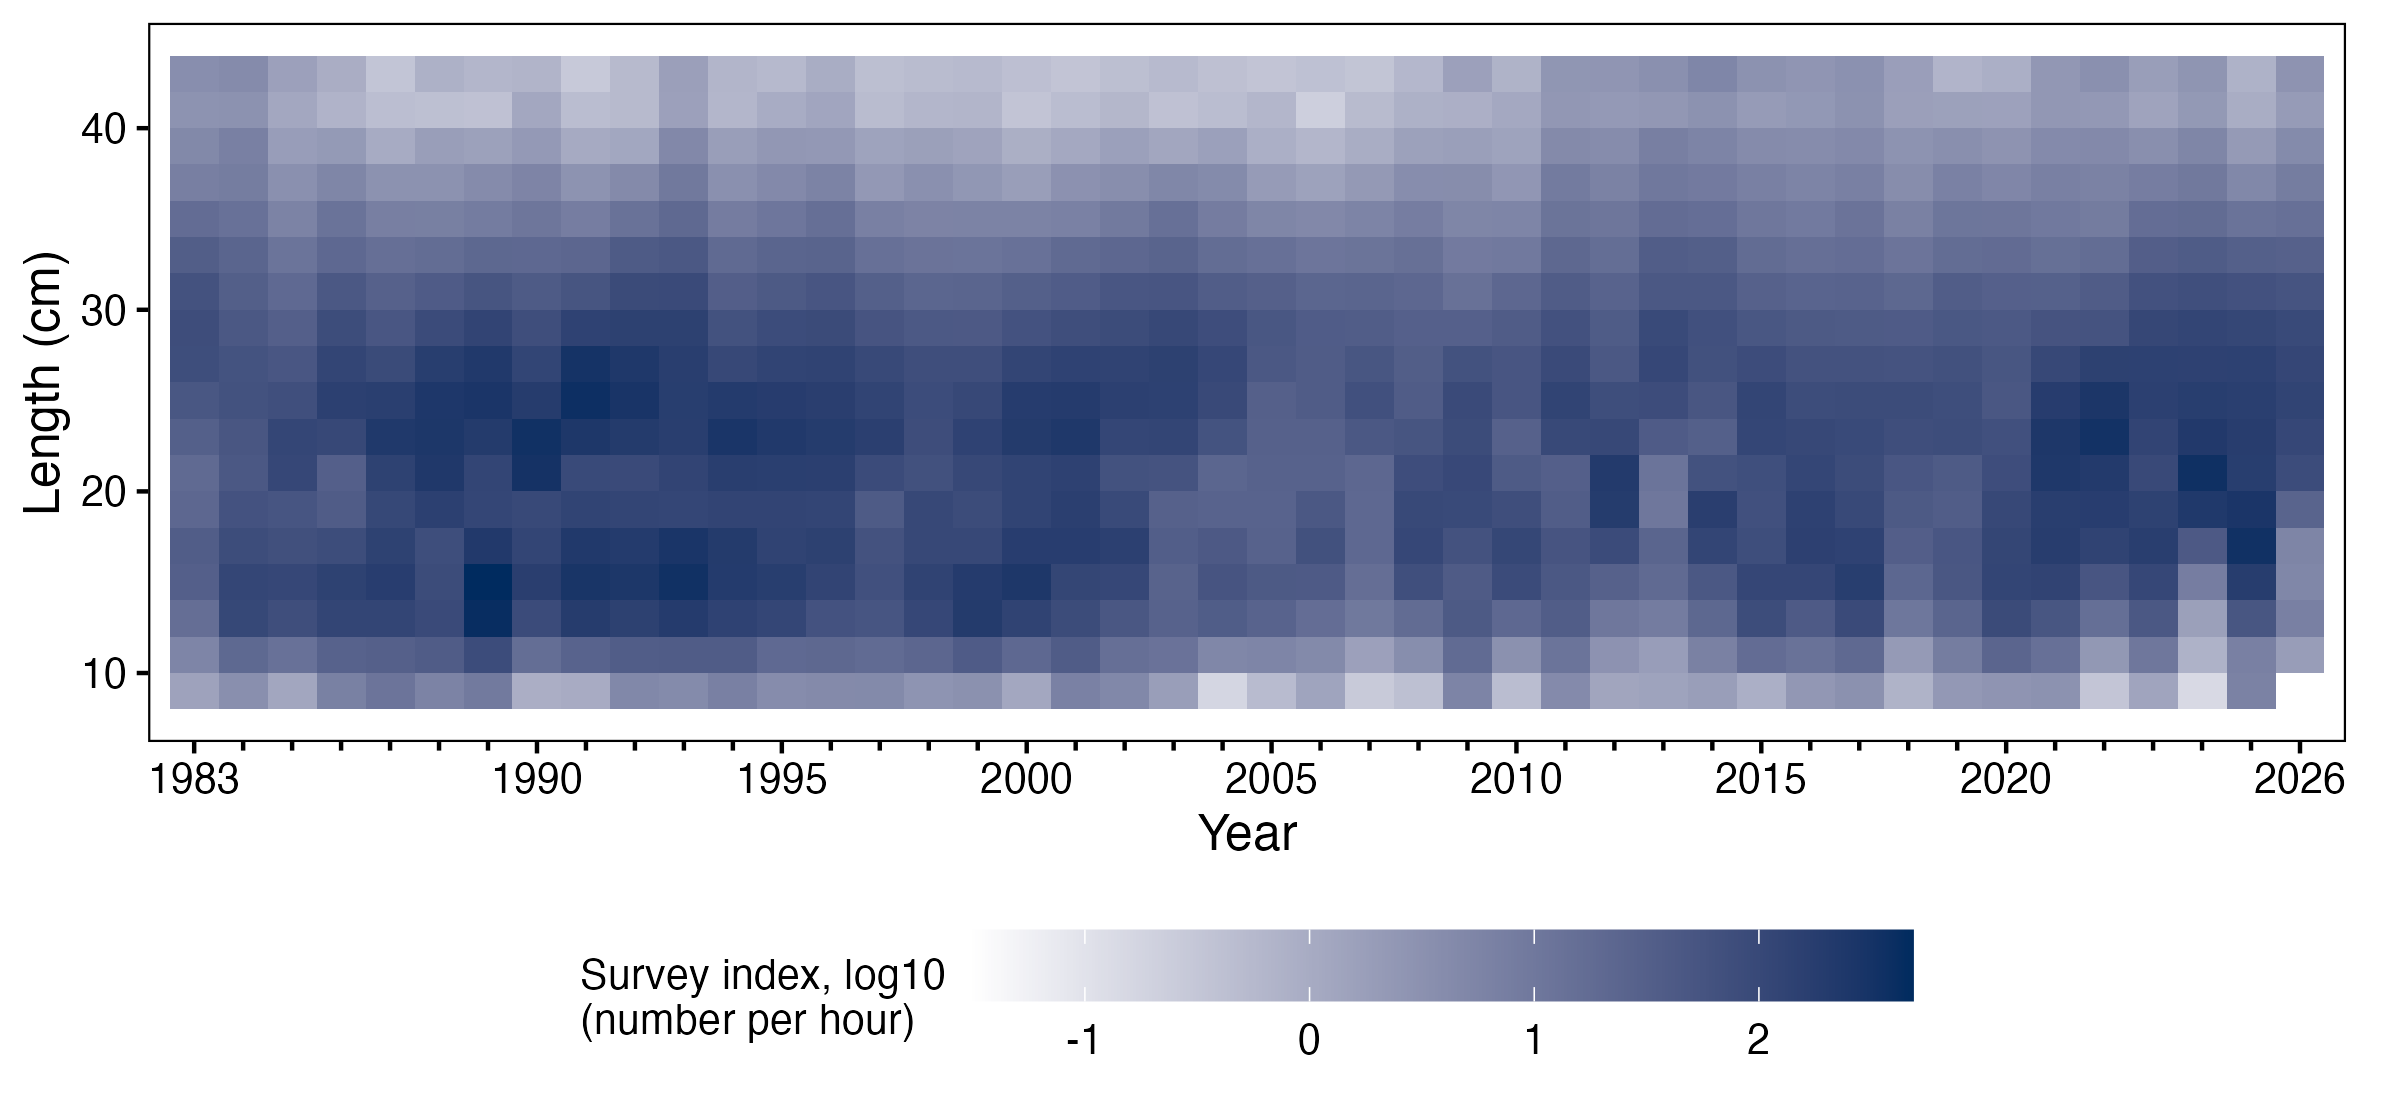 Length (cm)
40
30
20
10
1983 1990 1995 2000 2005 2010 2015 2020 2026
Year
Survey index, log10
(number per hour)
-1 0 1 2